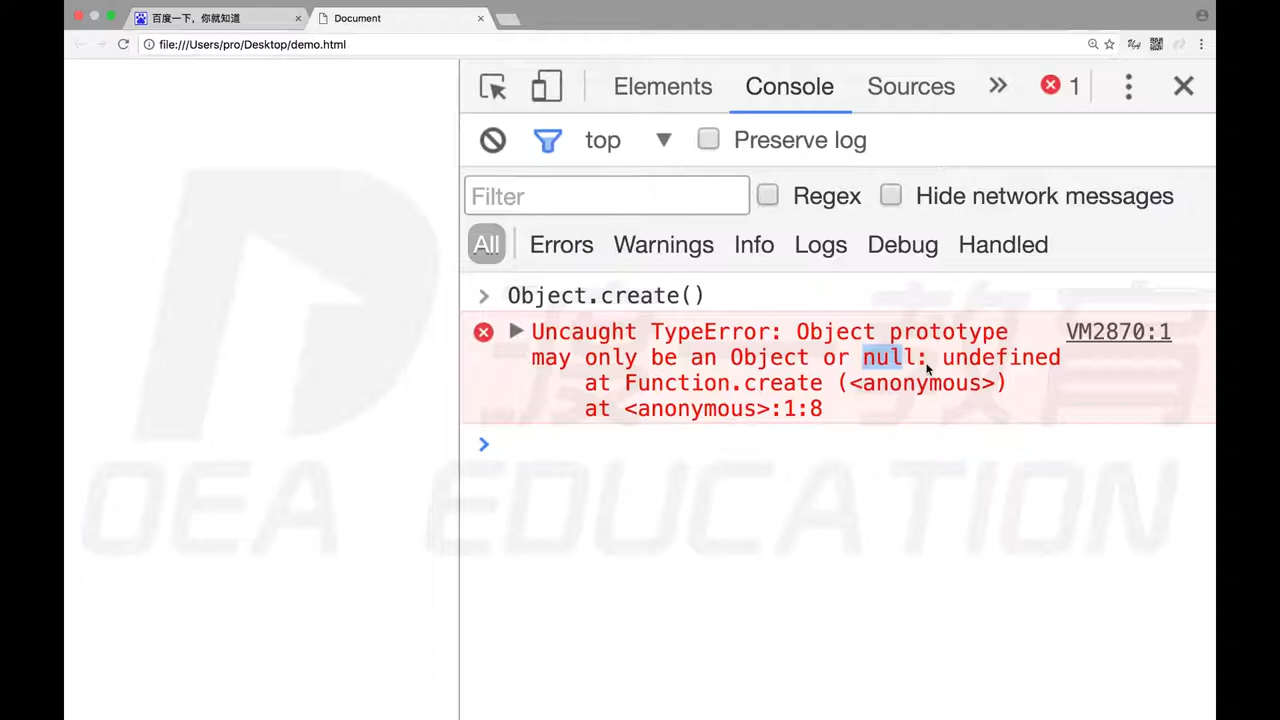 百度一下，你就知道
Document
file:///Users/pro/Desktop/demo.html
Elements
Console
Sources
1
top
Preserve log
Filter
Regex
Hide network messages
All
Errors
Warnings
Info
Logs
Debug
Handled
Object.create()
Uncaught TypeError: Object prototype
VM2870:1
may only be an Object or null: undefined
at Function.create (<anonymous>)
at <anonymous>:1:8
教育
EDUCATION